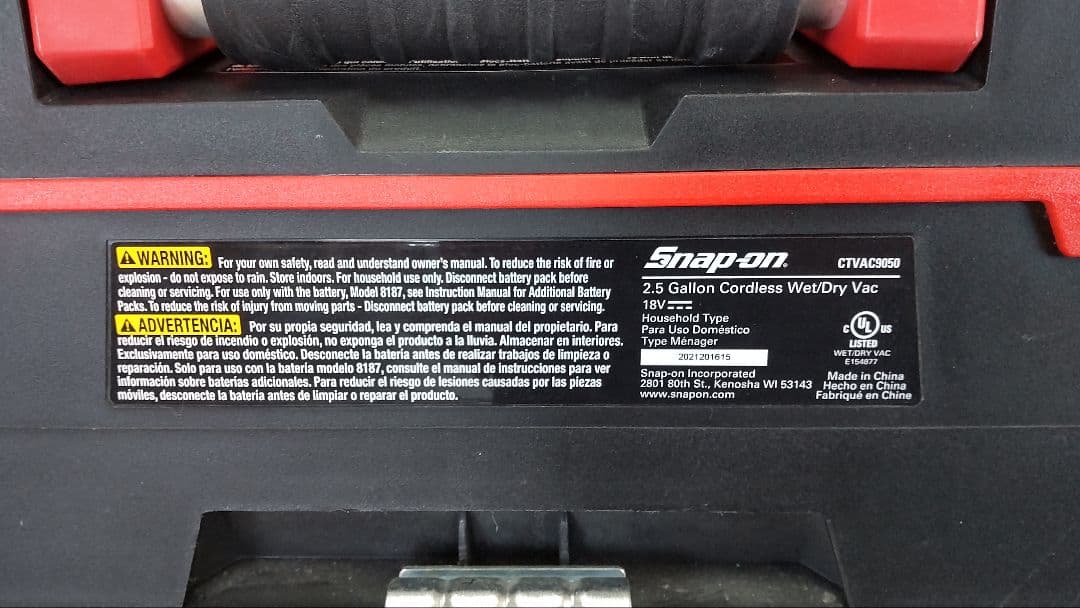 l'utilisation
avant de procéder au
du produit.
WARNING: For your own safety, read and understand owner's manual. To reduce the risk of fire or
explosion - do not expose to rain. Store indoors. For household use only. Disconnect battery pack before
cleaning or servicing. For use only with the battery, Model 8187, see Instruction Manual for Additional Battery
Packs. To reduce the risk of injury from moving parts - Disconnect battery pack before cleaning or servicing.
ADVERTENCIA: Por su propia seguridad, lea y comprenda el manual del propietario. Para
reducir el riesgo de incendio o explosión, no exponga el producto a la lluvia. Almacenar en interiores.
Exclusivamente para uso doméstico. Desconecte la batería antes de realizar trabajos de limpieza o
reparación. Solo para uso con la batería modelo 8187, consulte el manual de instrucciones para ver
información sobre baterías adicionales. Para reducir el riesgo de lesiones causadas por las piezas
móviles, desconecte la batería antes de limpiar o reparar el producto.
Snap-on®
CTVAC9050
2.5 Gallon Cordless Wet/Dry Vac
18V
Household Type
Para Uso Doméstico
Type Ménager
2021201615
Snap-on Incorporated
2801 80th St., Kenosha WI 53143
www.snapon.com
C UL US
LISTED
WET/DRY VAC
E154877
Made in China
Hecho en China
Fabriqué en Chine